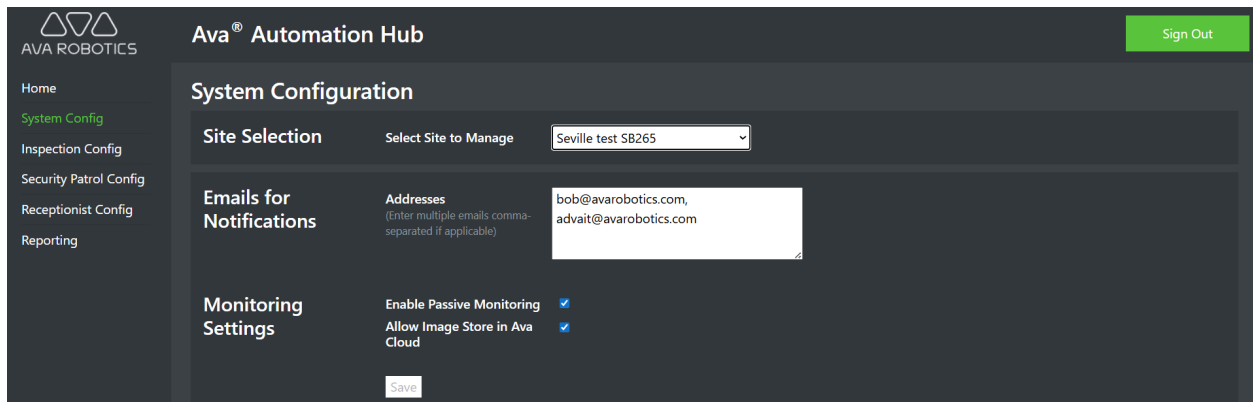 AVA ROBOTICS
Ava® Automation Hub
Sign Out
Home
System Config
Inspection Config
Security Patrol Config
Receptionist Config
Reporting
System Configuration
Site Selection
Select Site to Manage
Seville test SB265
Emails for
Notifications
Addresses
(Enter multiple emails comma-
separated if applicable)
bob@avarobotics.com,
advait@avarobotics.com
Monitoring
Settings
Enable Passive Monitoring
Allow Image Store in Ava
Cloud
Save